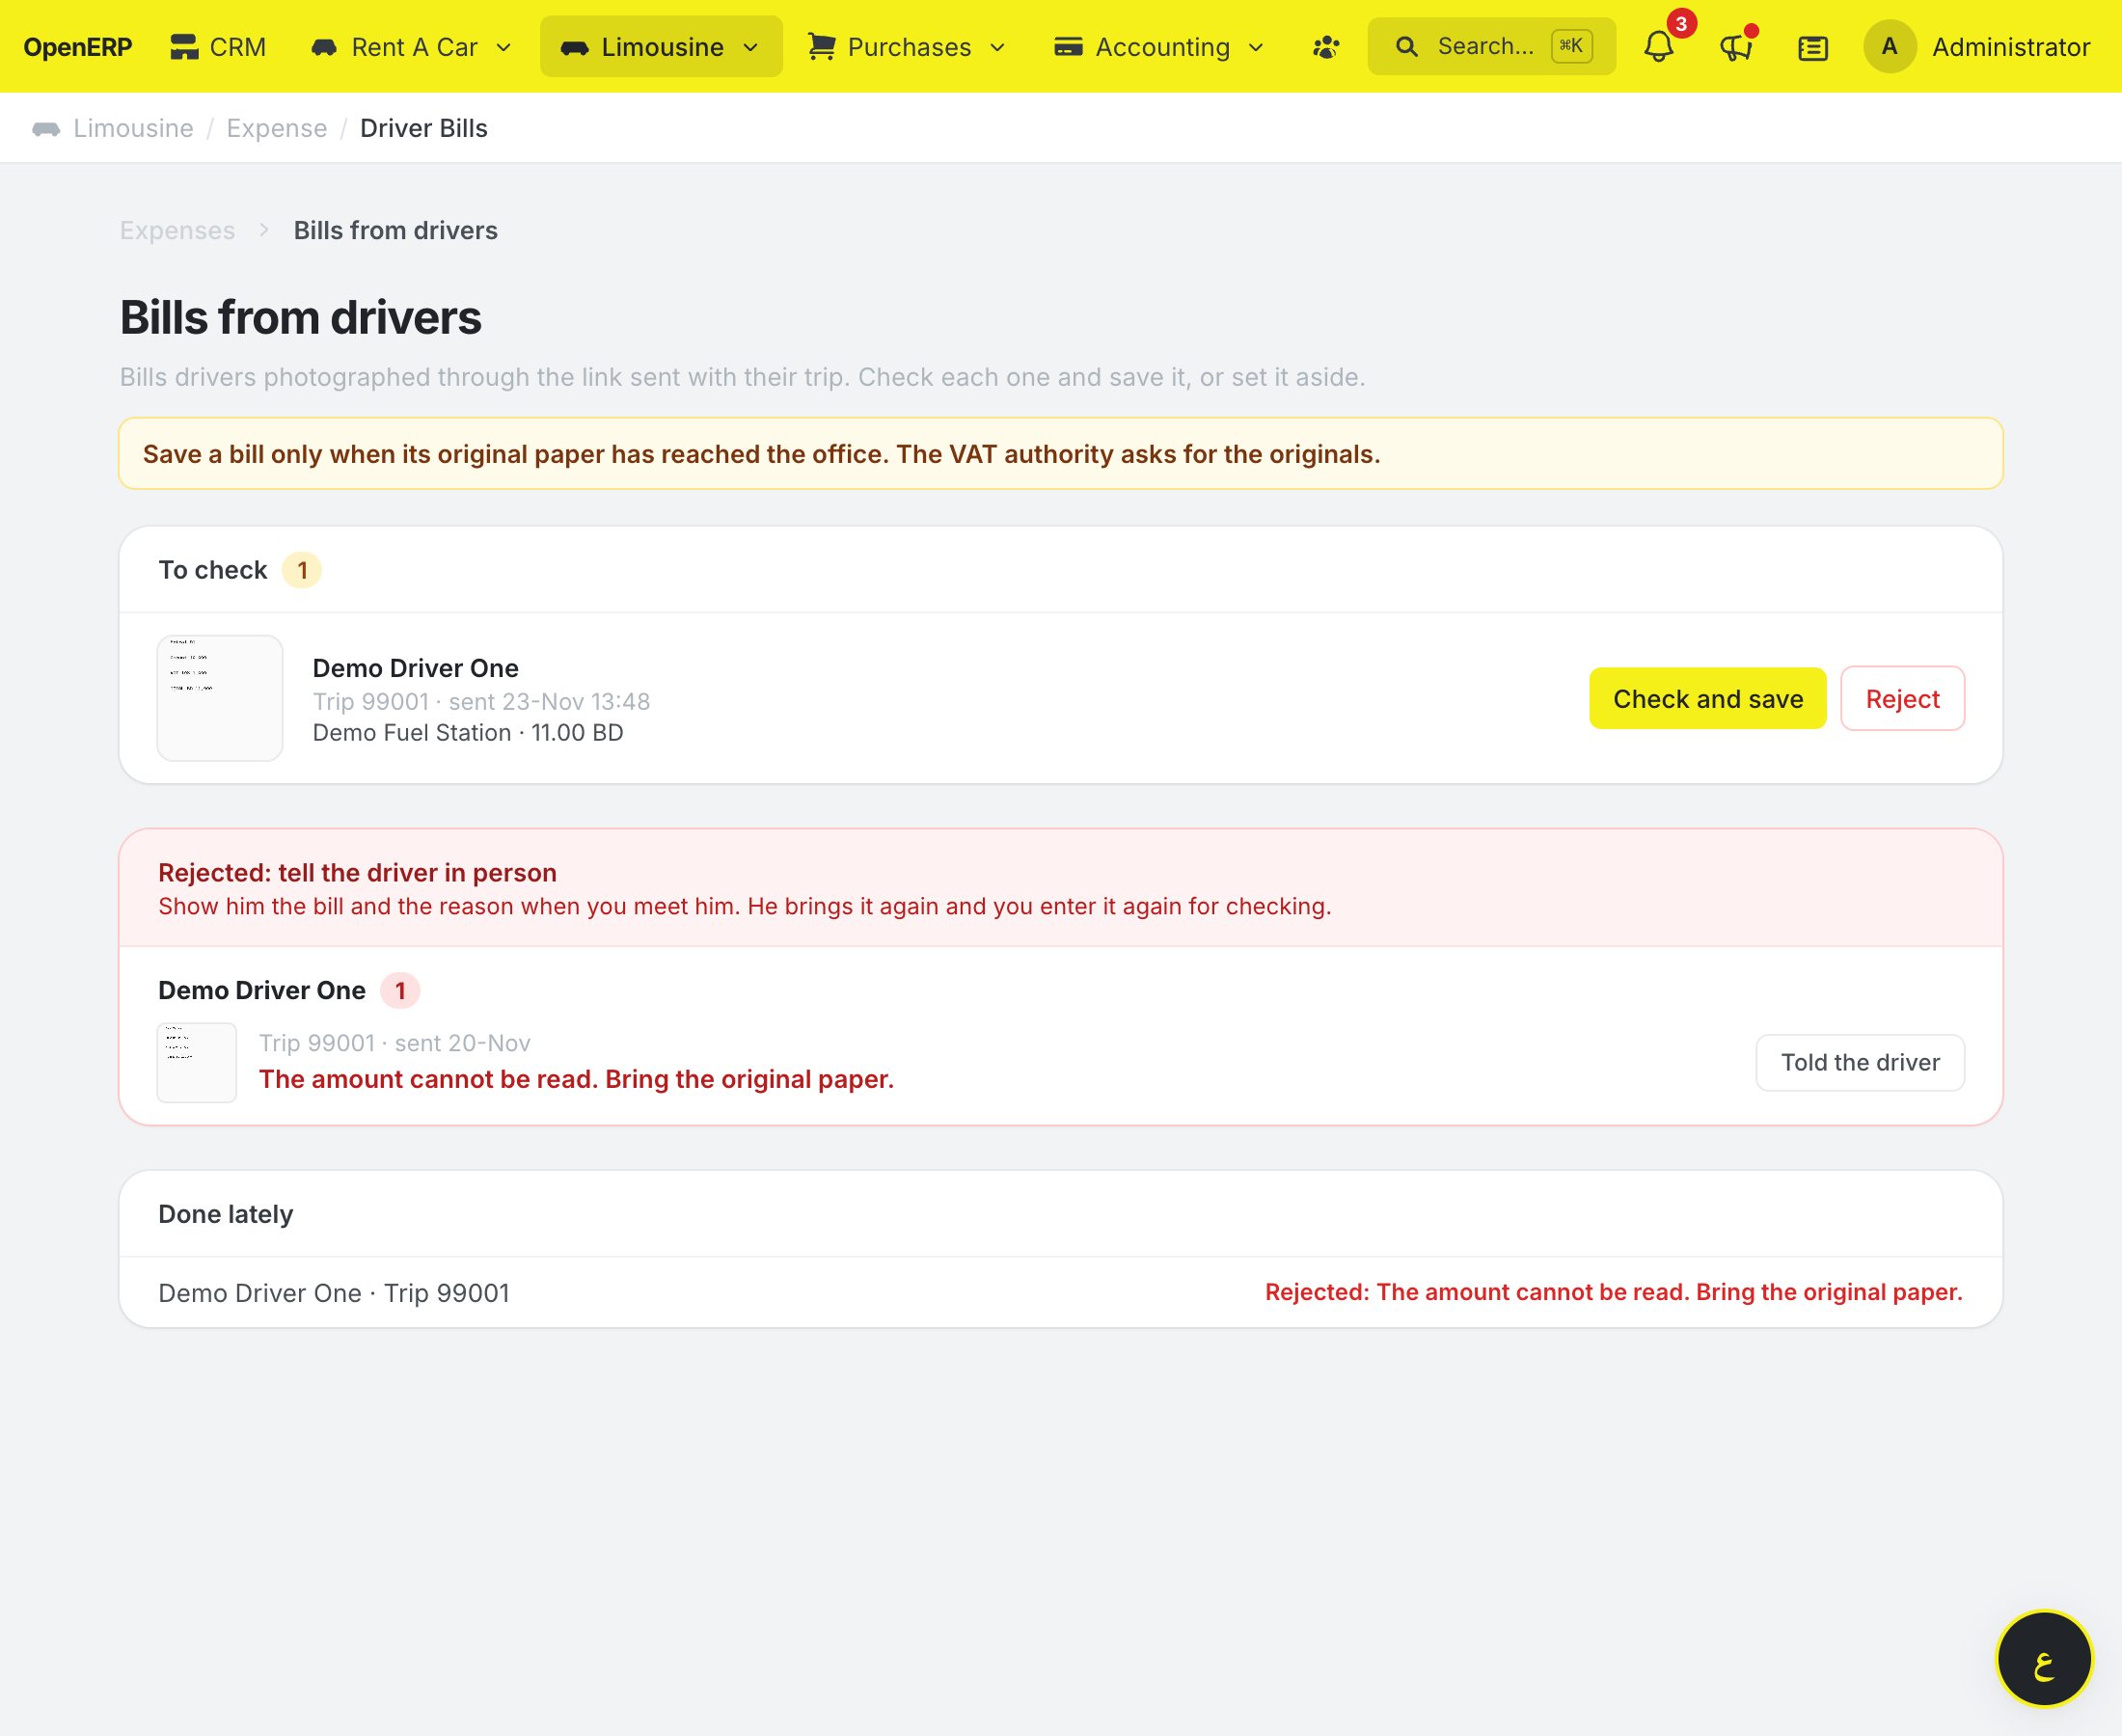 OpenERP CRM Rent A Car Limousine Purchases Accounting Search... ⌘K 3 A Administrator
Limousine / Expense / Driver Bills
Expenses > Bills from drivers
Bills from drivers
Bills drivers photographed through the link sent with their trip. Check each one and save it, or set it aside.
Save a bill only when its original paper has reached the office. The VAT authority asks for the originals.
To check 1
Demo Driver One
Trip 99001 · sent 23-Nov 13:48
Demo Fuel Station · 11.00 BD
Check and save Reject
Rejected: tell the driver in person
Show him the bill and the reason when you meet him. He brings it again and you enter it again for checking.
Demo Driver One 1
Trip 99001 · sent 20-Nov
The amount cannot be read. Bring the original paper.
Told the driver
Done lately
Demo Driver One · Trip 99001 Rejected: The amount cannot be read. Bring the original paper.
ع